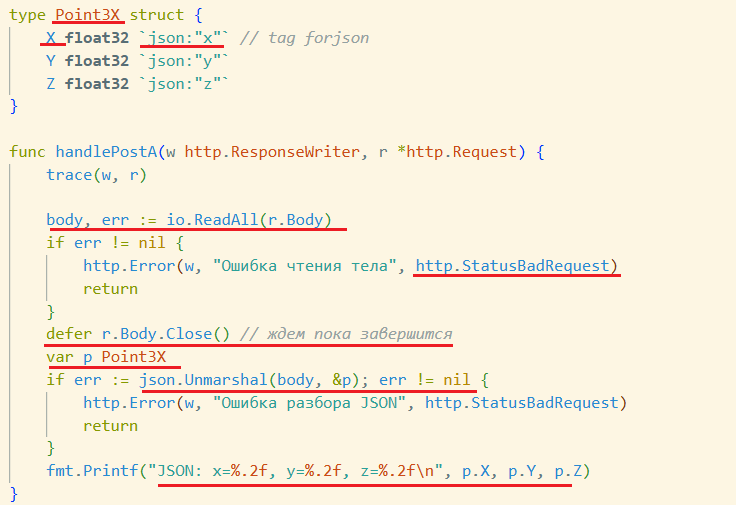 type Point3X struct {
    X float32 `json:"x"` // tag forjson
    Y float32 `json:"y"`
    Z float32 `json:"z"`
}
func handlePostA(w http.ResponseWriter, r *http.Request) {
    trace(w, r)
    body, err := io.ReadAll(r.Body)
    if err != nil {
        http.Error(w, "Ошибка чтения тела", http.StatusBadRequest)
        return
    }
    defer r.Body.Close() // ждем пока завершится
    var p Point3X
    if err := json.Unmarshal(body, &p); err != nil {
        http.Error(w, "Ошибка разбора JSON", http.StatusBadRequest)
        return
    }
    fmt.Printf("JSON: x=%.2f, y=%.2f, z=%.2f\n", p.X, p.Y, p.Z)
}